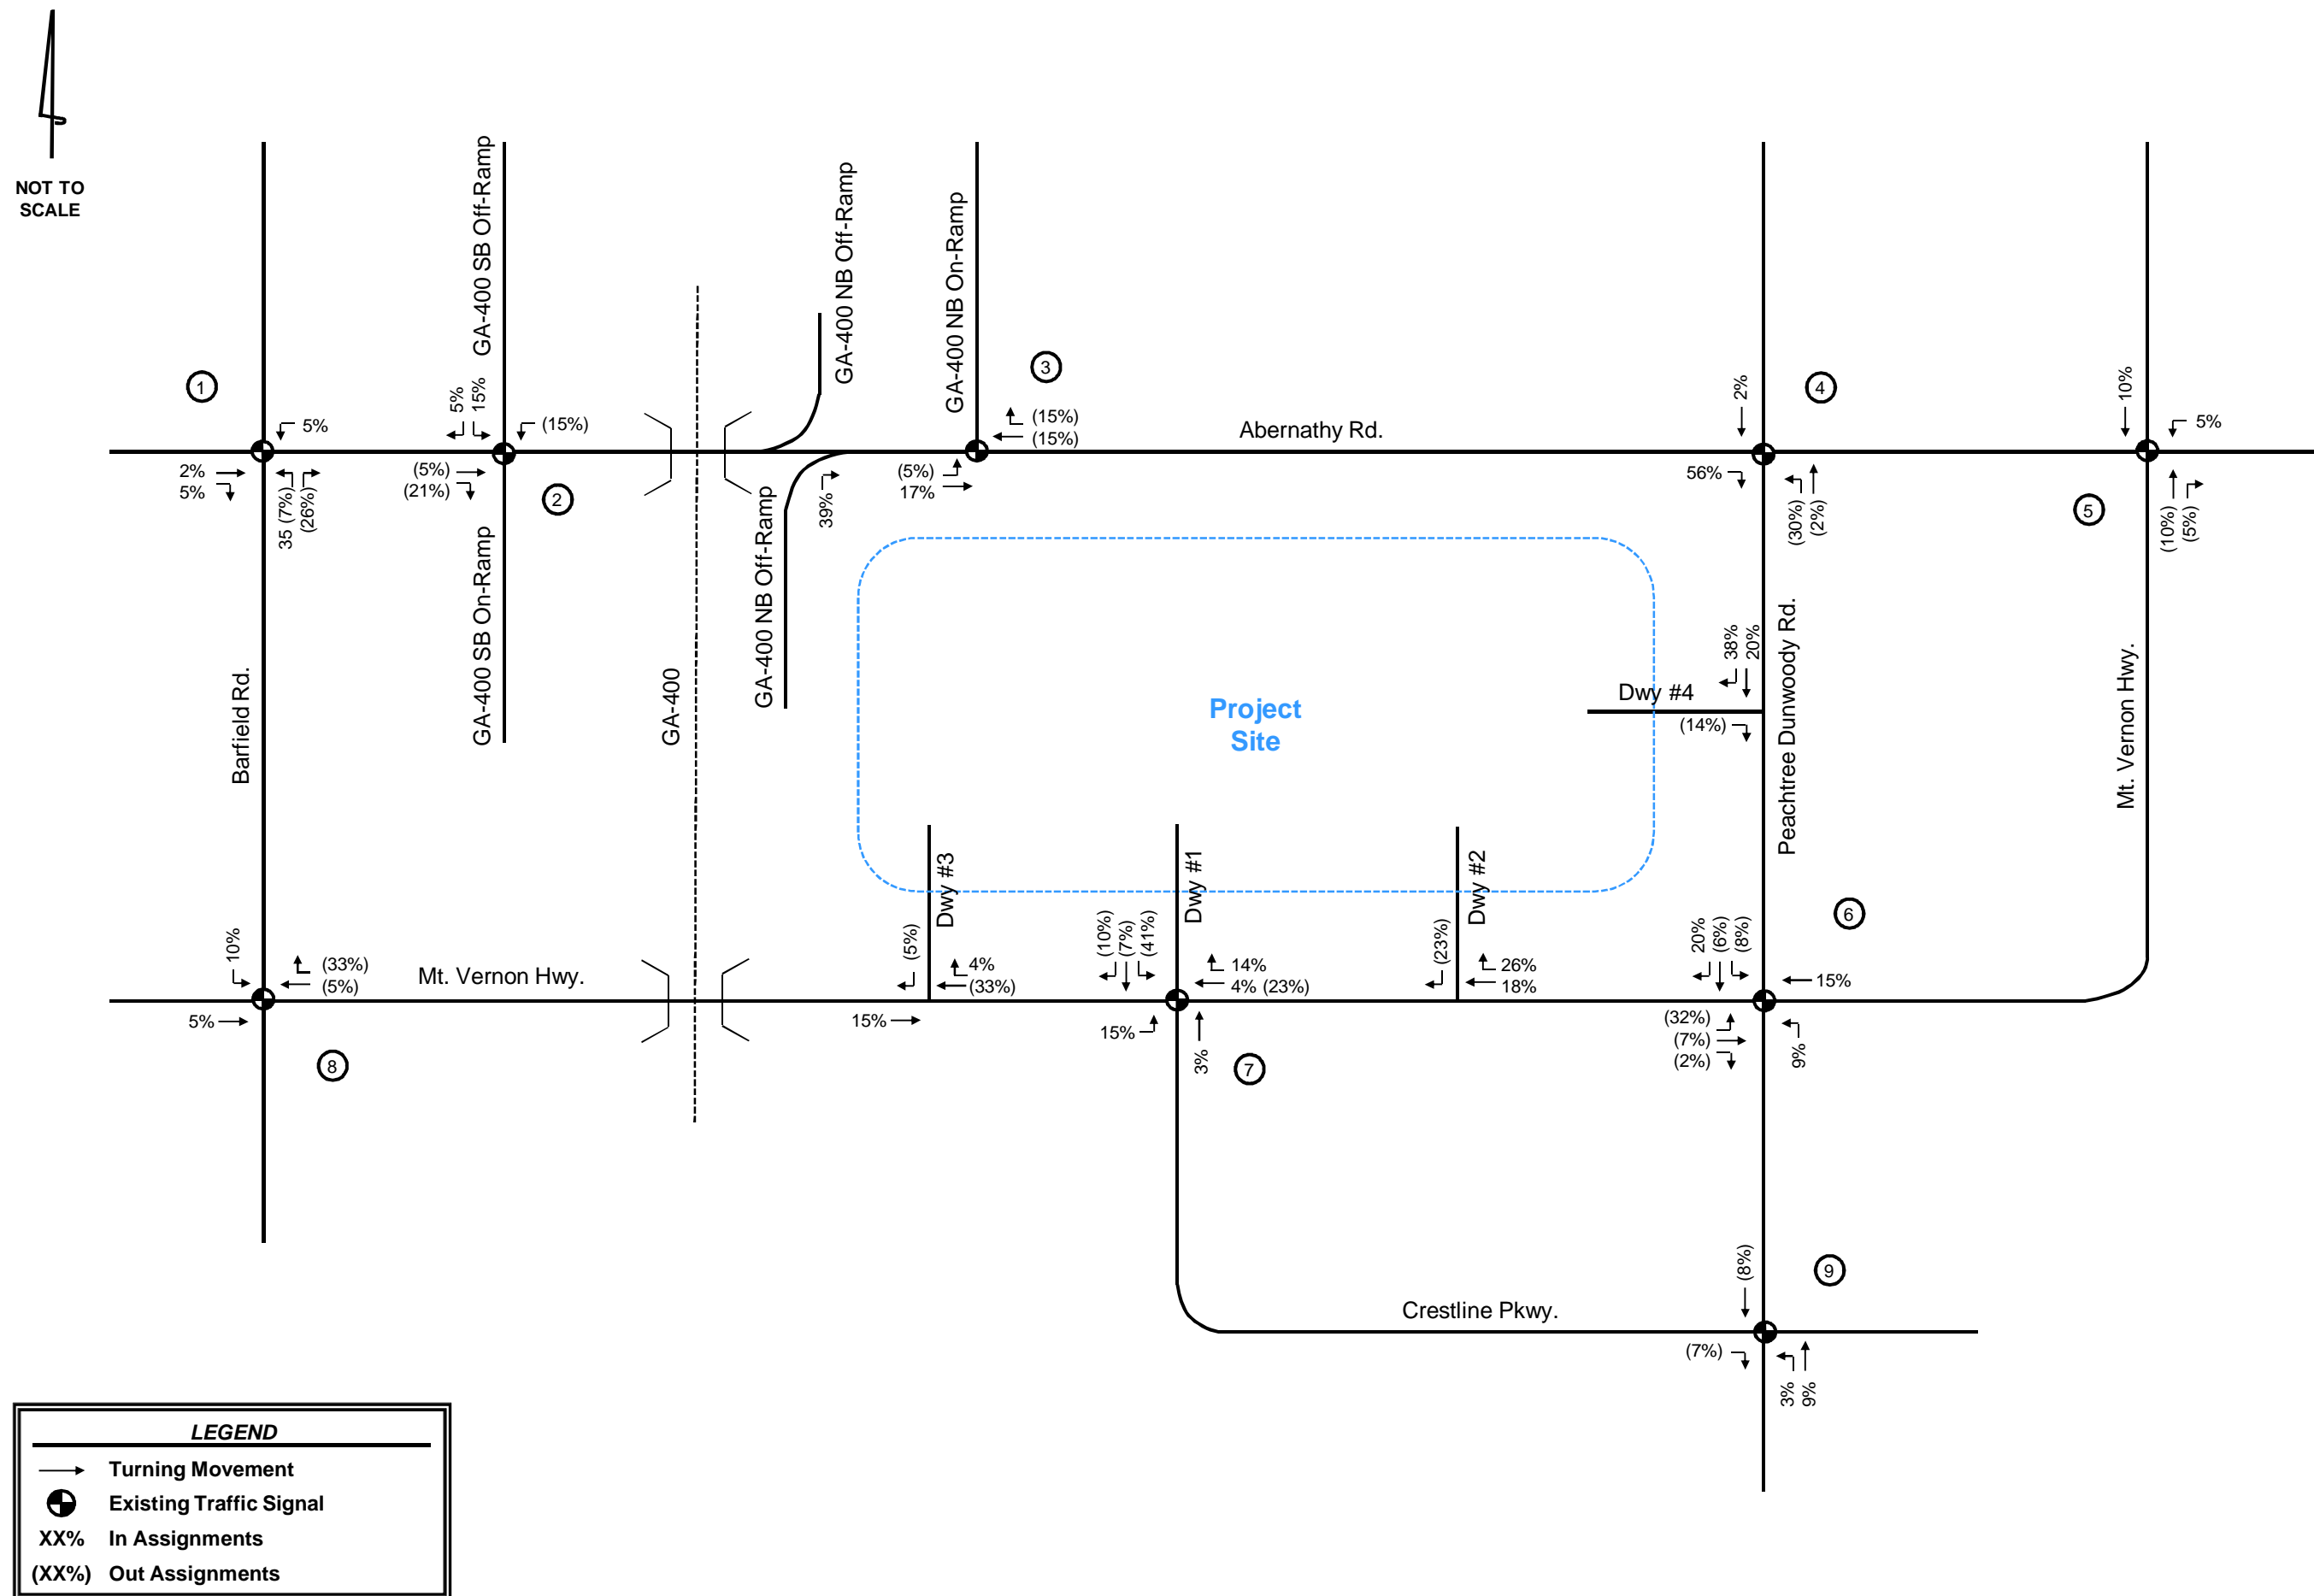 NOT TO
SCALE
GA-400 SB Off-Ramp
GA-400 NB Off-Ramp
GA-400 NB On-Ramp
1
3
4
5%
15%
2%
10%
5%
(15%)
(15%)
(15%)
Abernathy Rd.
5%
2%
5%
35 (7%)
(26%)
(5%)
(21%)
2
39%
(5%)
17%
56%
(30%)
(2%)
5
(10%)
(5%)
GA-400 SB On-Ramp
GA-400 NB Off-Ramp
Barfield Rd.
GA-400
Project
Site
38%
20%
Dwy #4
(14%)
Peachtree Dunwoody Rd.
Mt. Vernon Hwy.
Dwy #3
Dwy #1
Dwy #2
6
10%
(33%)
(5%)
Mt. Vernon Hwy.
(5%)
4%
(33%)
(10%)
(7%)
(41%)
14%
4% (23%)
(23%)
26%
18%
20%
(6%)
(8%)
15%
5%
15%
15%
3%
(32%)
(7%)
(2%)
9%
8
7
(8%)
9
Crestline Pkwy.
(7%)
3%
9%
LEGEND
Turning Movement
Existing Traffic Signal
XX% In Assignments
(XX%) Out Assignments